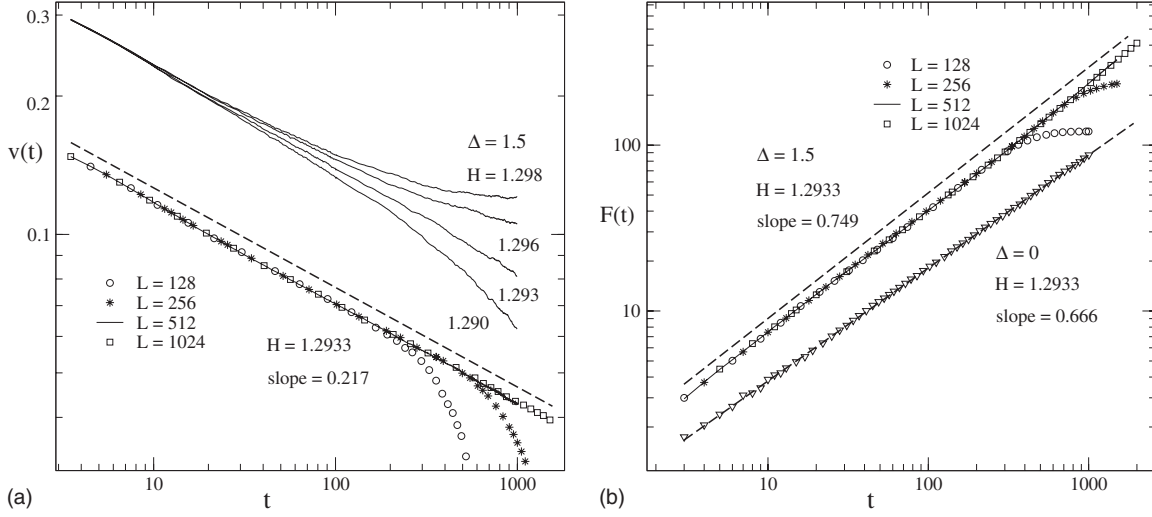 0.3
0.2
v(t)
0.1
Δ = 1.5
H = 1.298
1.296
1.293
1.290
L = 128
L = 256
L = 512
L = 1024
H = 1.2933
slope = 0.217
10
100
1000
(a)
t
L = 128
L = 256
L = 512
L = 1024
100
F(t)
10
Δ = 1.5
H = 1.2933
slope = 0.749
Δ = 0
H = 1.2933
slope = 0.666
10
100
1000
(b)
t